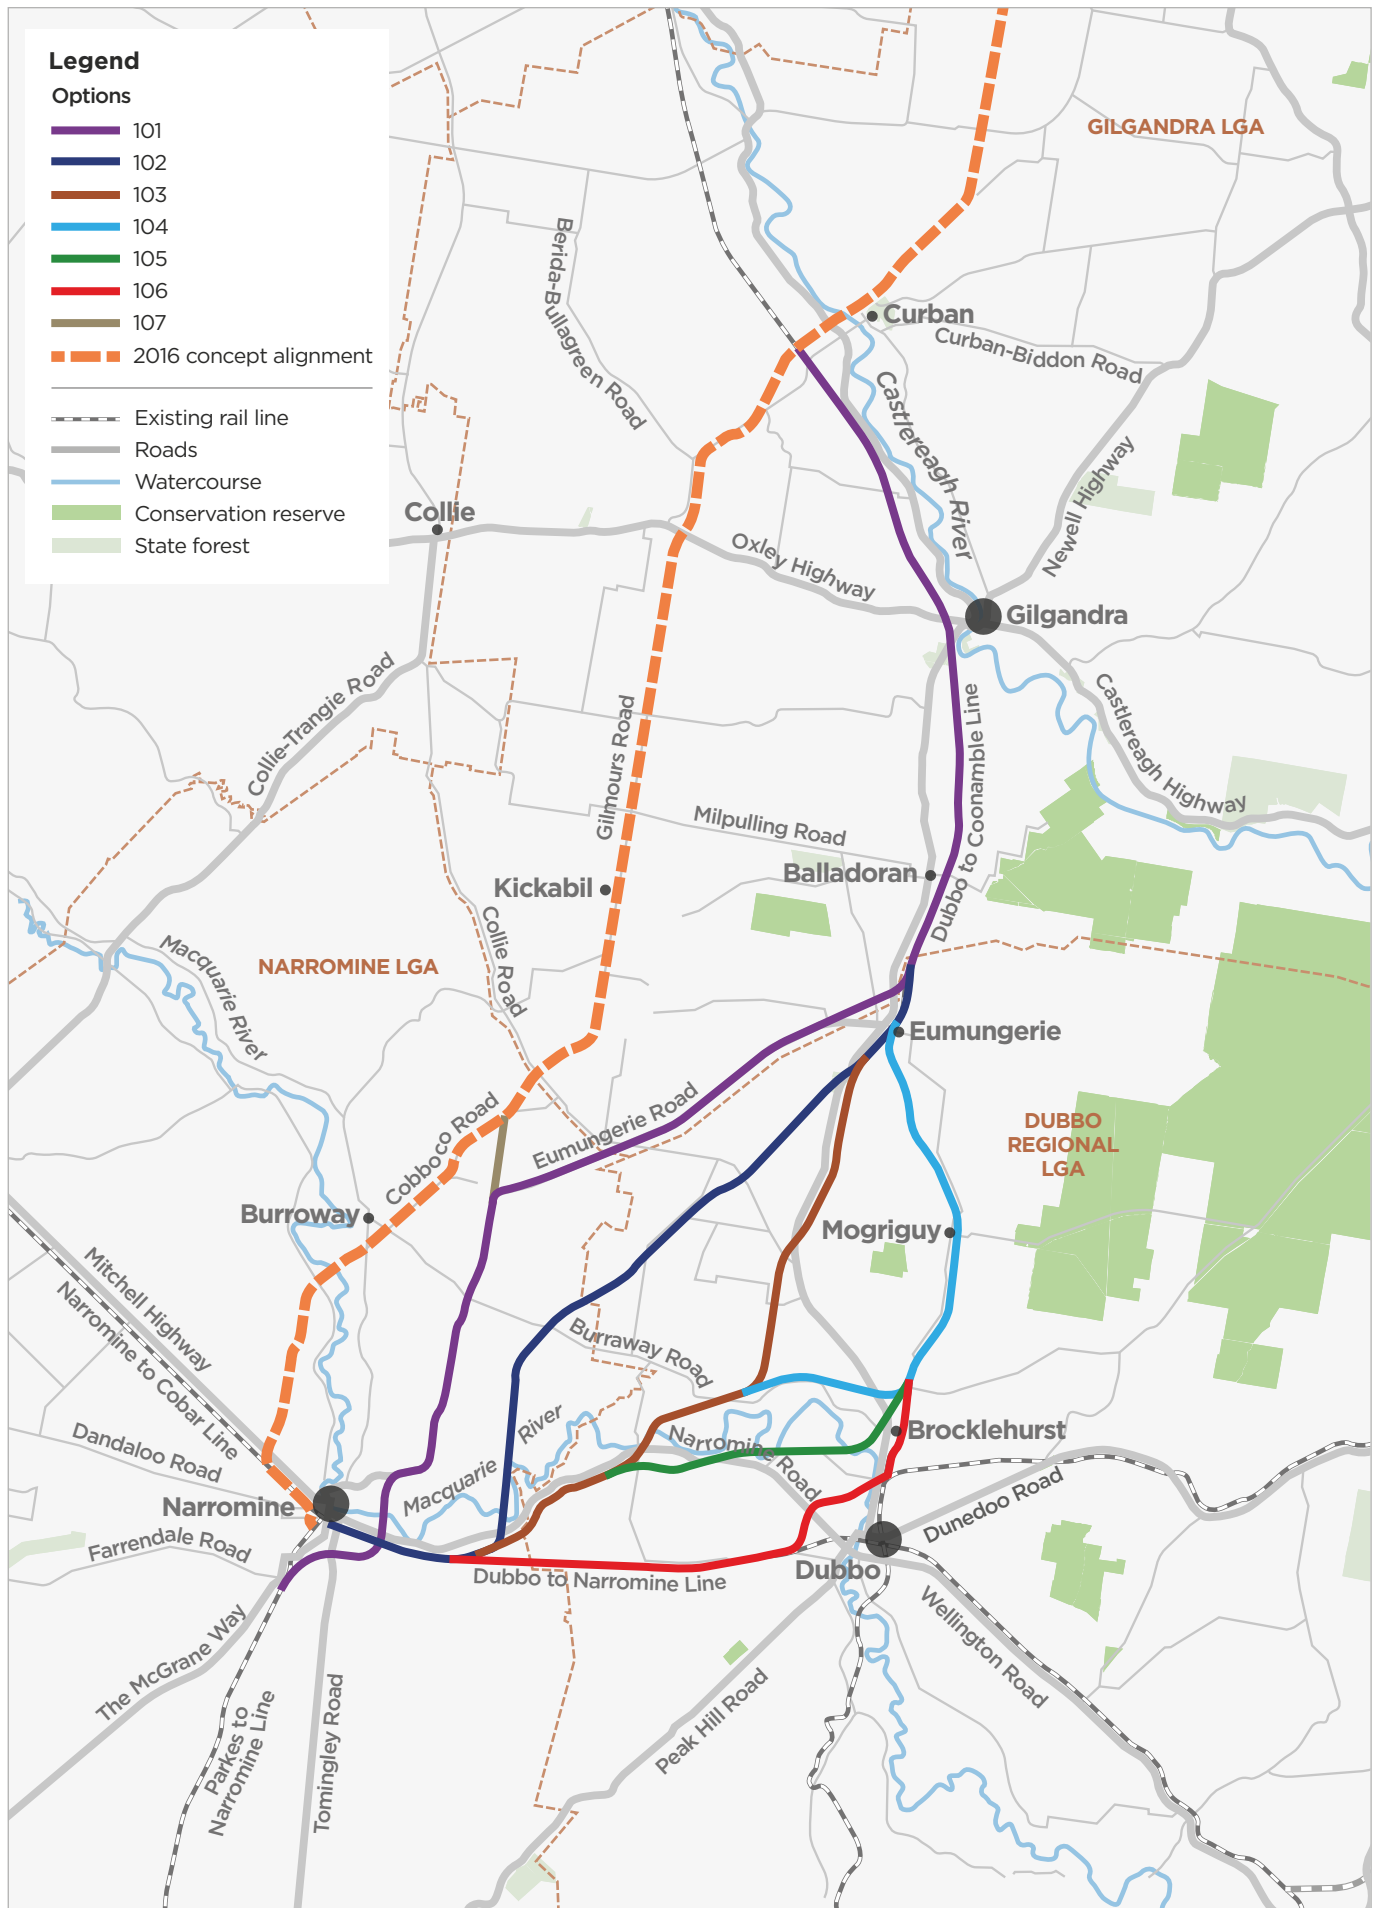 Legend
Options
101
102
103
104
105
106
107
2016 concept alignment
Existing rail line
Roads
Watercourse
Conservation reserve
State forest
GILGANDRA LGA
Berida-Bullagreen Road
Curban
Curban-Biddon Road
Castlereagh River
Newell Highway
Collie
Oxley Highway
Gilgandra
Collie-Trangie Road
Gilmours Road
Dubbo to Coonamble Line
Castlereagh Highway
Milpulling Road
Balladoran
Kickabil
Collie Road
Macquarie River
NARROMINE LGA
Eumungerie
Cobboco Road
Eumungerie Road
DUBBO
REGIONAL
LGA
Burroway
Mogriguy
Mitchell Highway
Narromine to Cobar Line
Burraway Road
Dandaloo Road
Macquarie River
Narromine Road
Brocklehurst
Narromine
Farrendale Road
Dunedoo Road
Dubbo
Dubbo to Narromine Line
Wellington Road
The McGrane Way
Parkes to
Narromine Line
Tomingley Road
Peak Hill Road